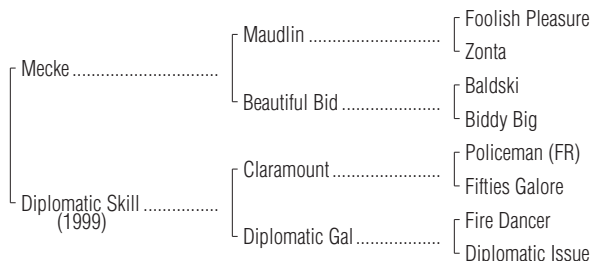 Foolish Pleasure
Maudlin ..............................
Zonta
Mecke .................................
Baldski
Beautiful Bid ......................
Biddy Big
Policeman (FR)
Claramount ........................
Fifties Galore
Diplomatic Skill .................
(1999)
Fire Dancer
Diplomatic Gal ...................
Diplomatic Issue